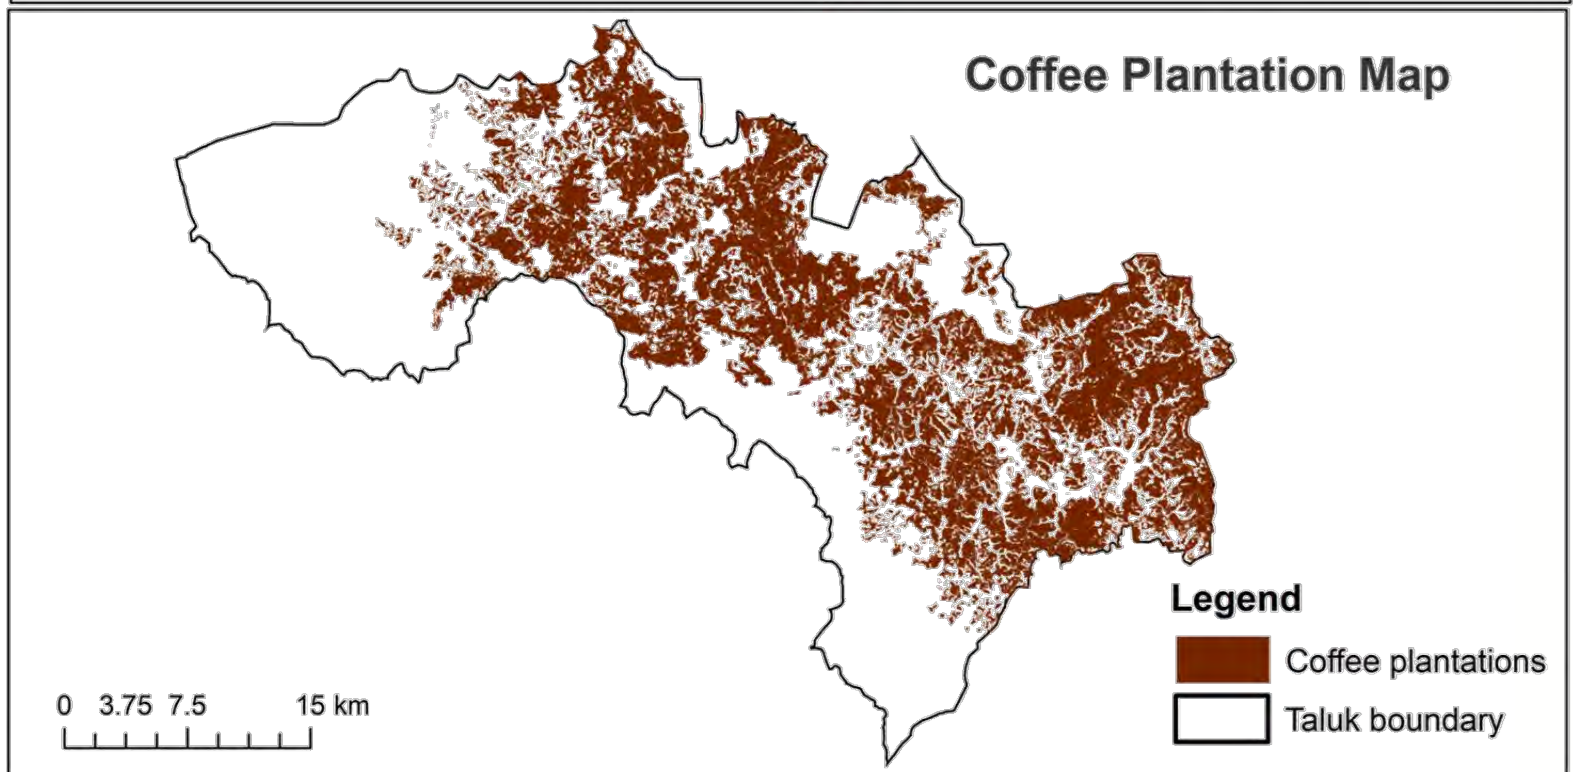 Coffee Plantation Map
Legend
Coffee plantations
Taluk boundary
0 3.75 7.5 15 km